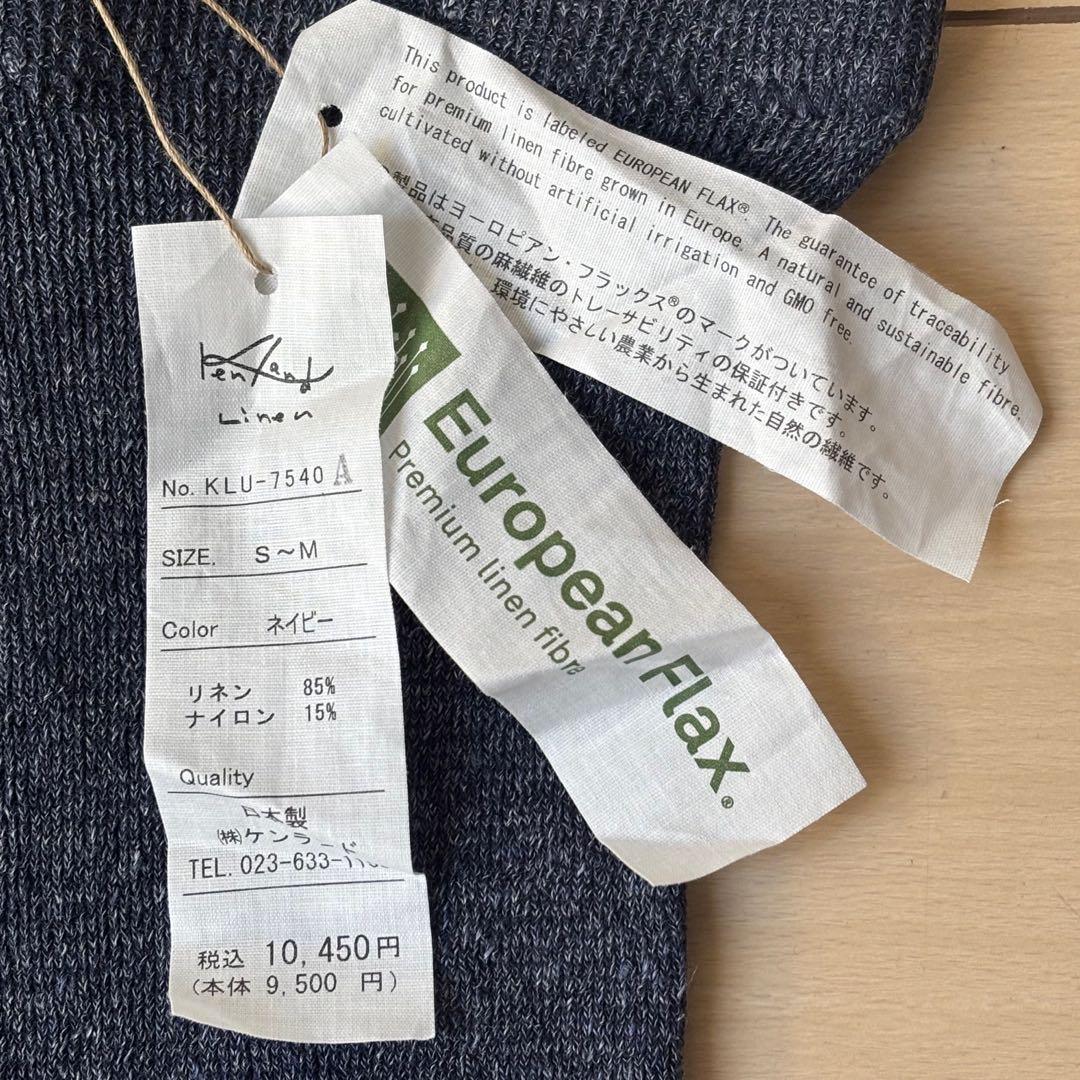 Kenland
Linen
No. KLU-7540 A
SIZE. S～M
Color ネイビー
リネン 85%
ナイロン 15%
Quality
日本製
㈱ケンランド
TEL. 023-633-11
税込 10,450円
(本体 9,500 円)
European Flax®
Premium linen fibre
This product is labeled EUROPEAN FLAX®. The guarantee of traceability
for premium linen fibre grown in Europe. A natural and sustainable fibre.
cultivated without artificial irrigation and GMO free.
製品はヨーロピアン・フラックス®のマークがついています。
品質の麻繊維のトレーサビリティの保証付きです。
環境にやさしい農業から生まれた自然の繊維です。